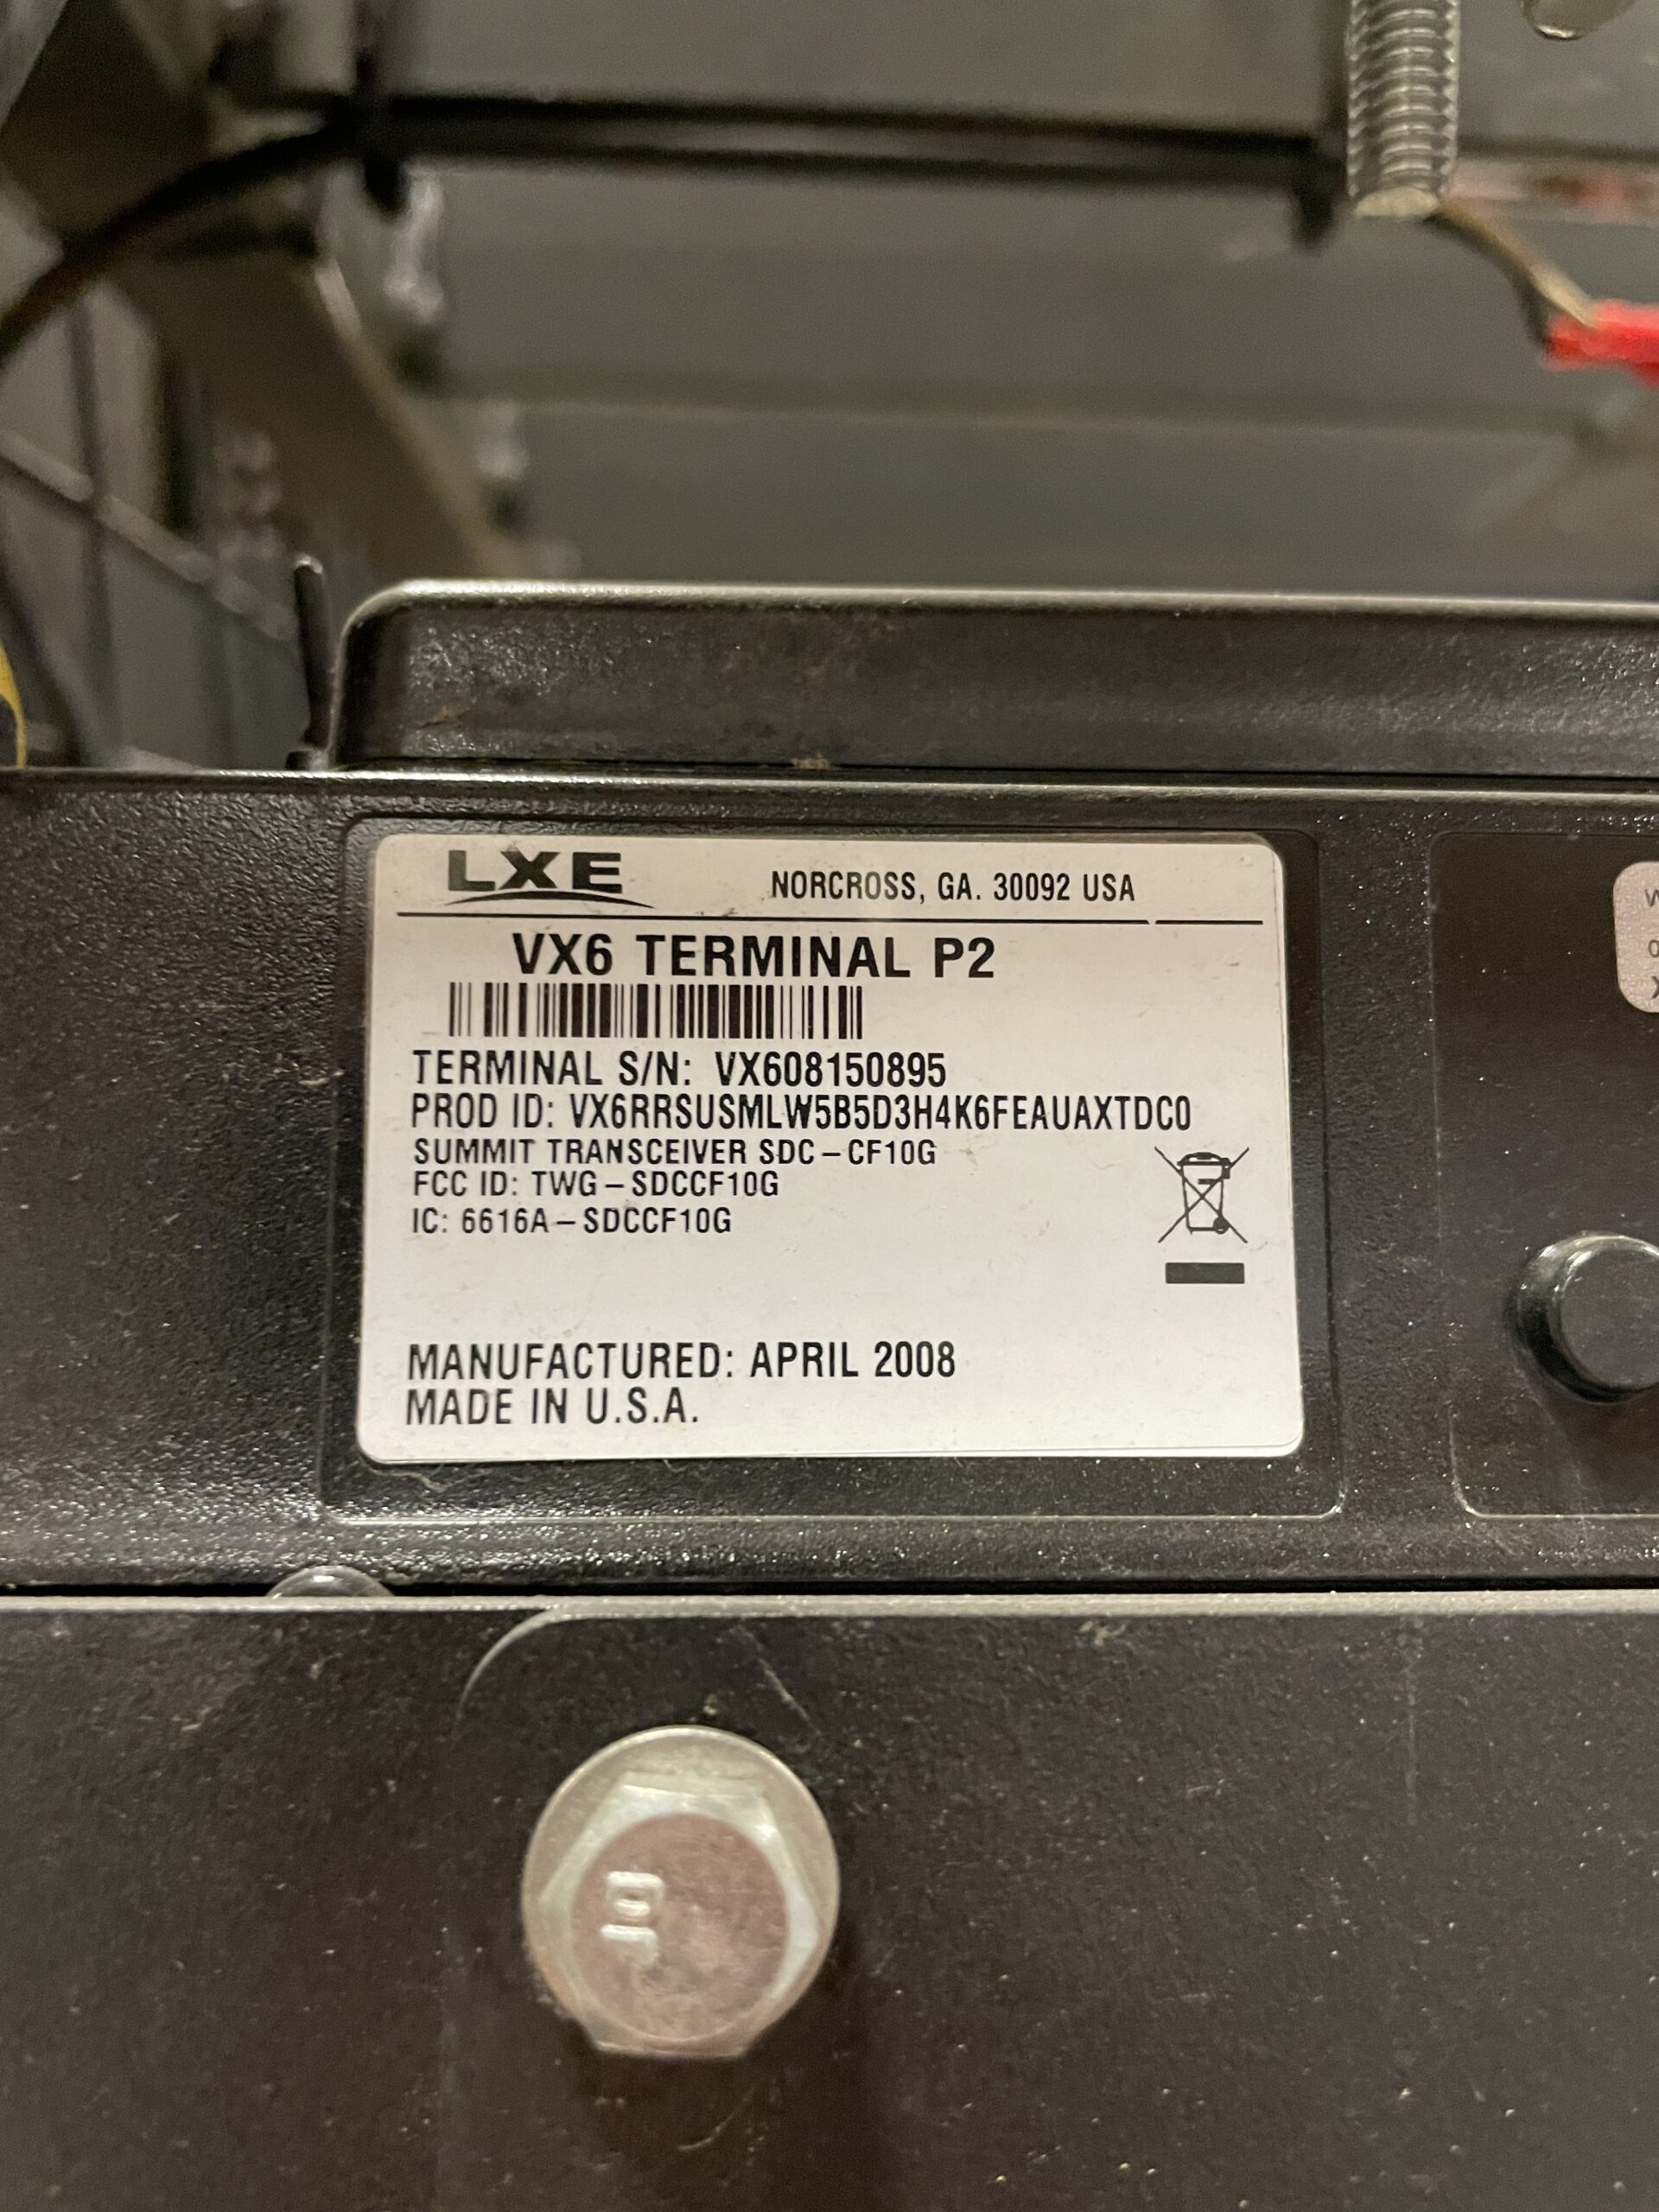 LXE NORCROSS, GA. 30092 USA
VX6 TERMINAL P2
TERMINAL S/N: VX608150895
PROD ID: VX6RRSUSMLW5B5D3H4K6FEAUAXTDC0
SUMMIT TRANSCEIVER SDC-CF10G
FCC ID: TWG-SDCCF10G
IC: 6616A-SDCCF10G
MANUFACTURED: APRIL 2008
MADE IN U.S.A.